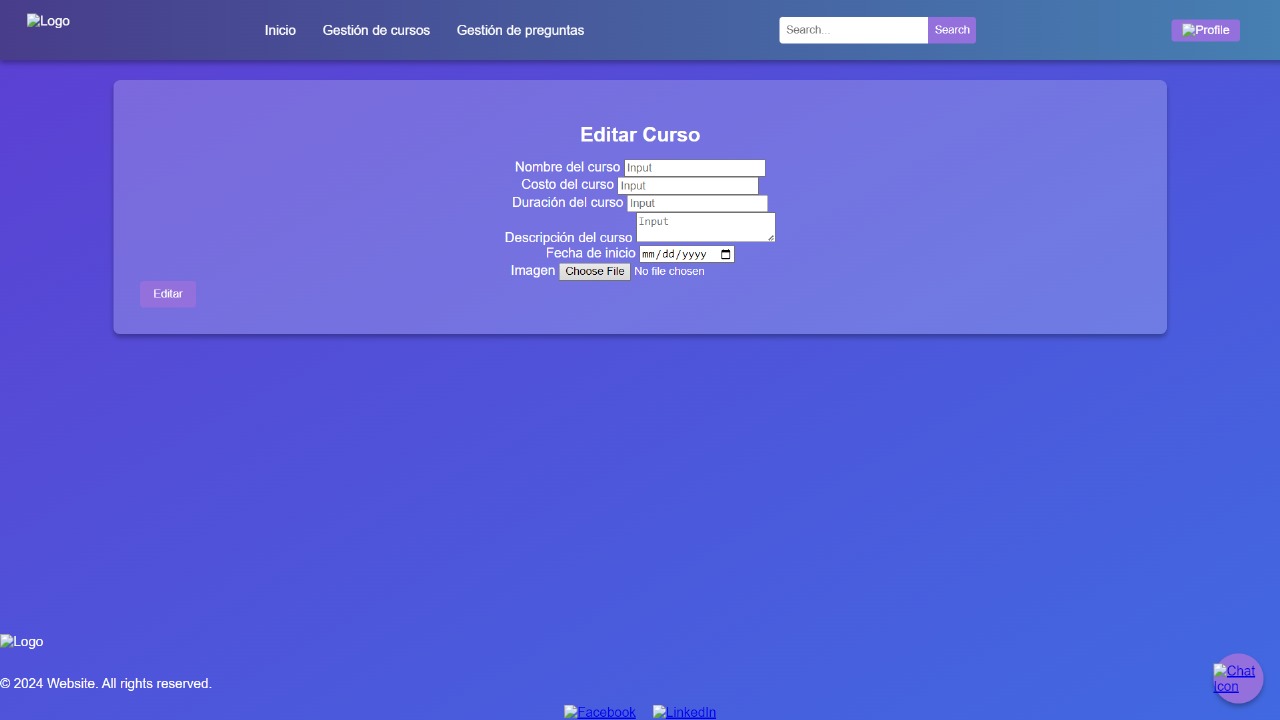 Logo
Inicio Gestión de cursos Gestión de preguntas Search... Search Profile
Editar Curso
Nombre del curso Input
Costo del curso Input
Duración del curso Input
Descripción del curso Input
Fecha de inicio mm/dd/yyyy
Imagen Choose File No file chosen
Editar
Logo
Chat
Icon
© 2024 Website. All rights reserved.
Facebook LinkedIn